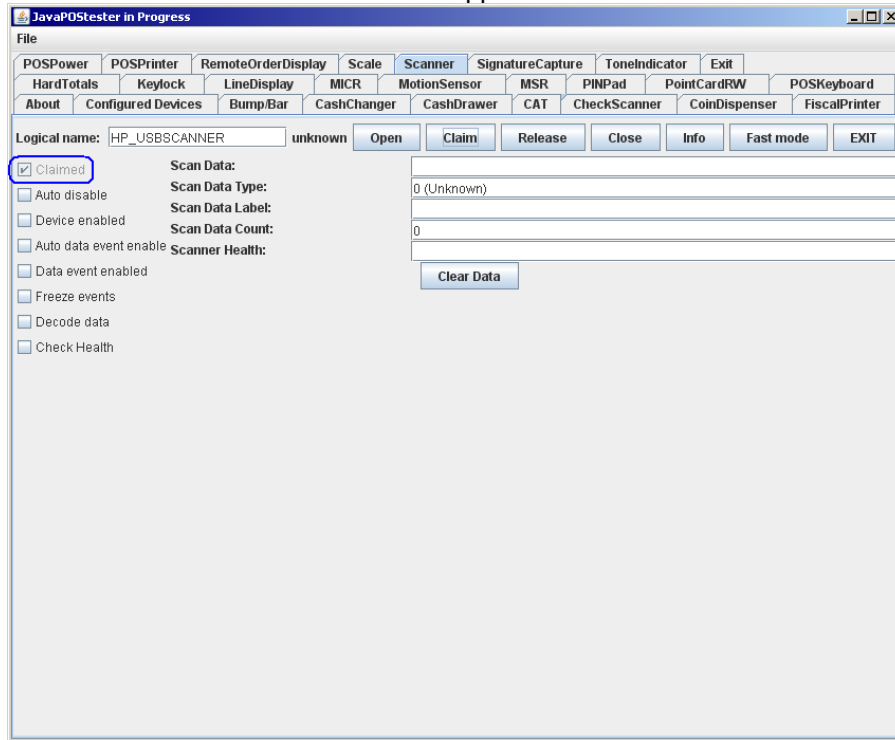 JavaPOStester in Progress
File
POSPower POSPrinter RemoteOrderDisplay Scale Scanner SignatureCapture ToneIndicator Exit
HardTotals Keylock LineDisplay MICR MotionSensor MSR PINPad PointCardRW POSKeyboard
About Configured Devices Bump/Bar CashChanger CashDrawer CAT CheckScanner CoinDispenser FiscalPrinter
Logical name: HP_USBSCANNER unknown Open Claim Release Close Info Fast mode EXIT
Claimed Scan Data:
Auto disable Scan Data Type: 0 (Unknown)
Scan Data Label:
Device enabled Scan Data Count: 0
Auto data event enable Scanner Health:
Data event enabled Clear Data
Freeze events
Decode data
Check Health